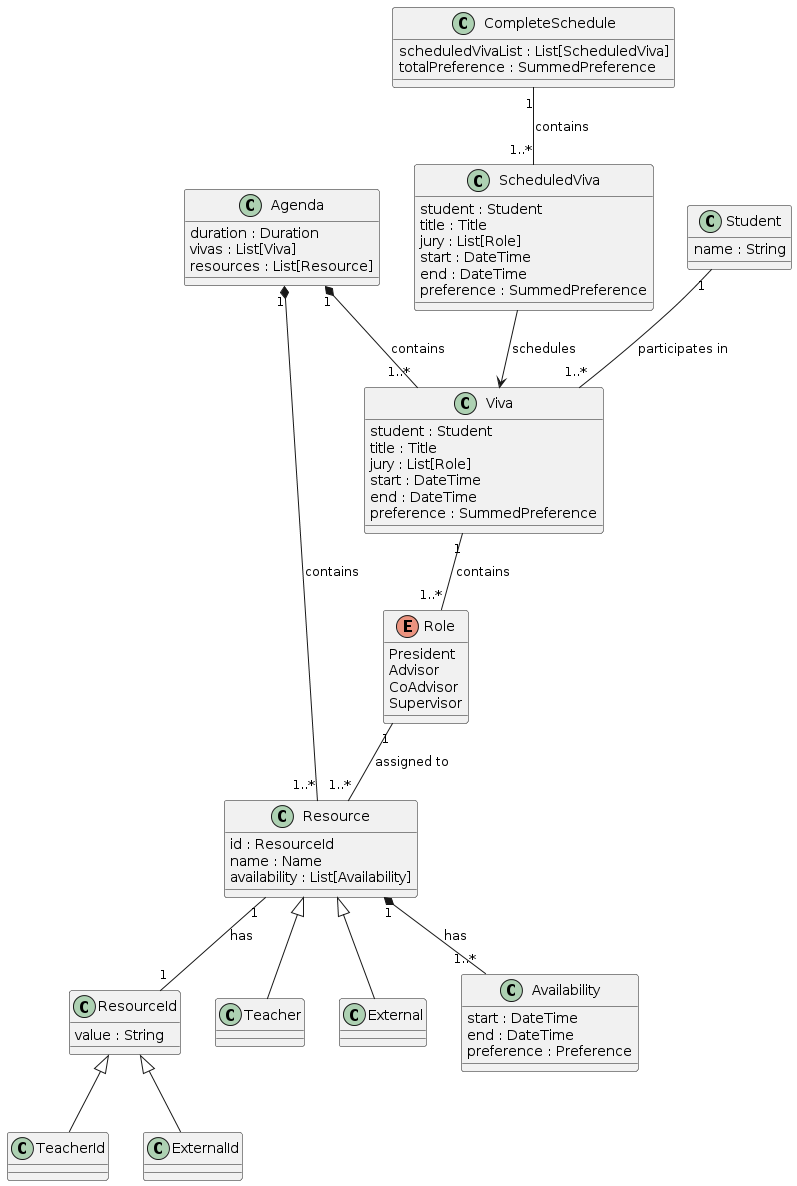 C CompleteSchedule
scheduledVivaList : List[ScheduledViva]
totalPreference : SummedPreference
1
contains
1..*
C ScheduledViva
student : Student
title : Title
jury : List[Role]
start : DateTime
end : DateTime
preference : SummedPreference
C Agenda
duration : Duration
vivas : List[Viva]
resources : List[Resource]
C Student
name : String
1
1
1
contains
schedules
participates in
1..*
1..*
C Viva
student : Student
title : Title
jury : List[Role]
start : DateTime
end : DateTime
preference : SummedPreference
1
contains
contains
1..*
E Role
President
Advisor
CoAdvisor
Supervisor
1
assigned to
1..*
1..*
C Resource
id : ResourceId
name : Name
availability : List[Availability]
1
1
has
has
1
1..*
C ResourceId
value : String
C Teacher
C External
C Availability
start : DateTime
end : DateTime
preference : Preference
C TeacherId
C ExternalId